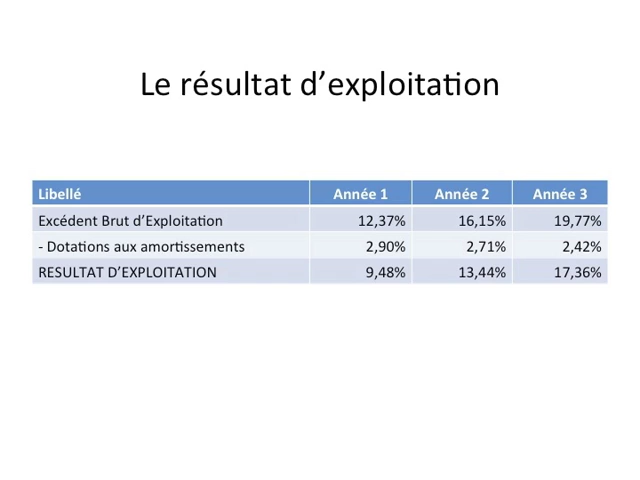 Le résultat d’exploitation
Libellé Année 1 Année 2 Année 3
Excédent Brut d’Exploitation 12,37% 16,15% 19,77%
- Dotations aux amortissements 2,90% 2,71% 2,42%
RESULTAT D’EXPLOITATION 9,48% 13,44% 17,36%